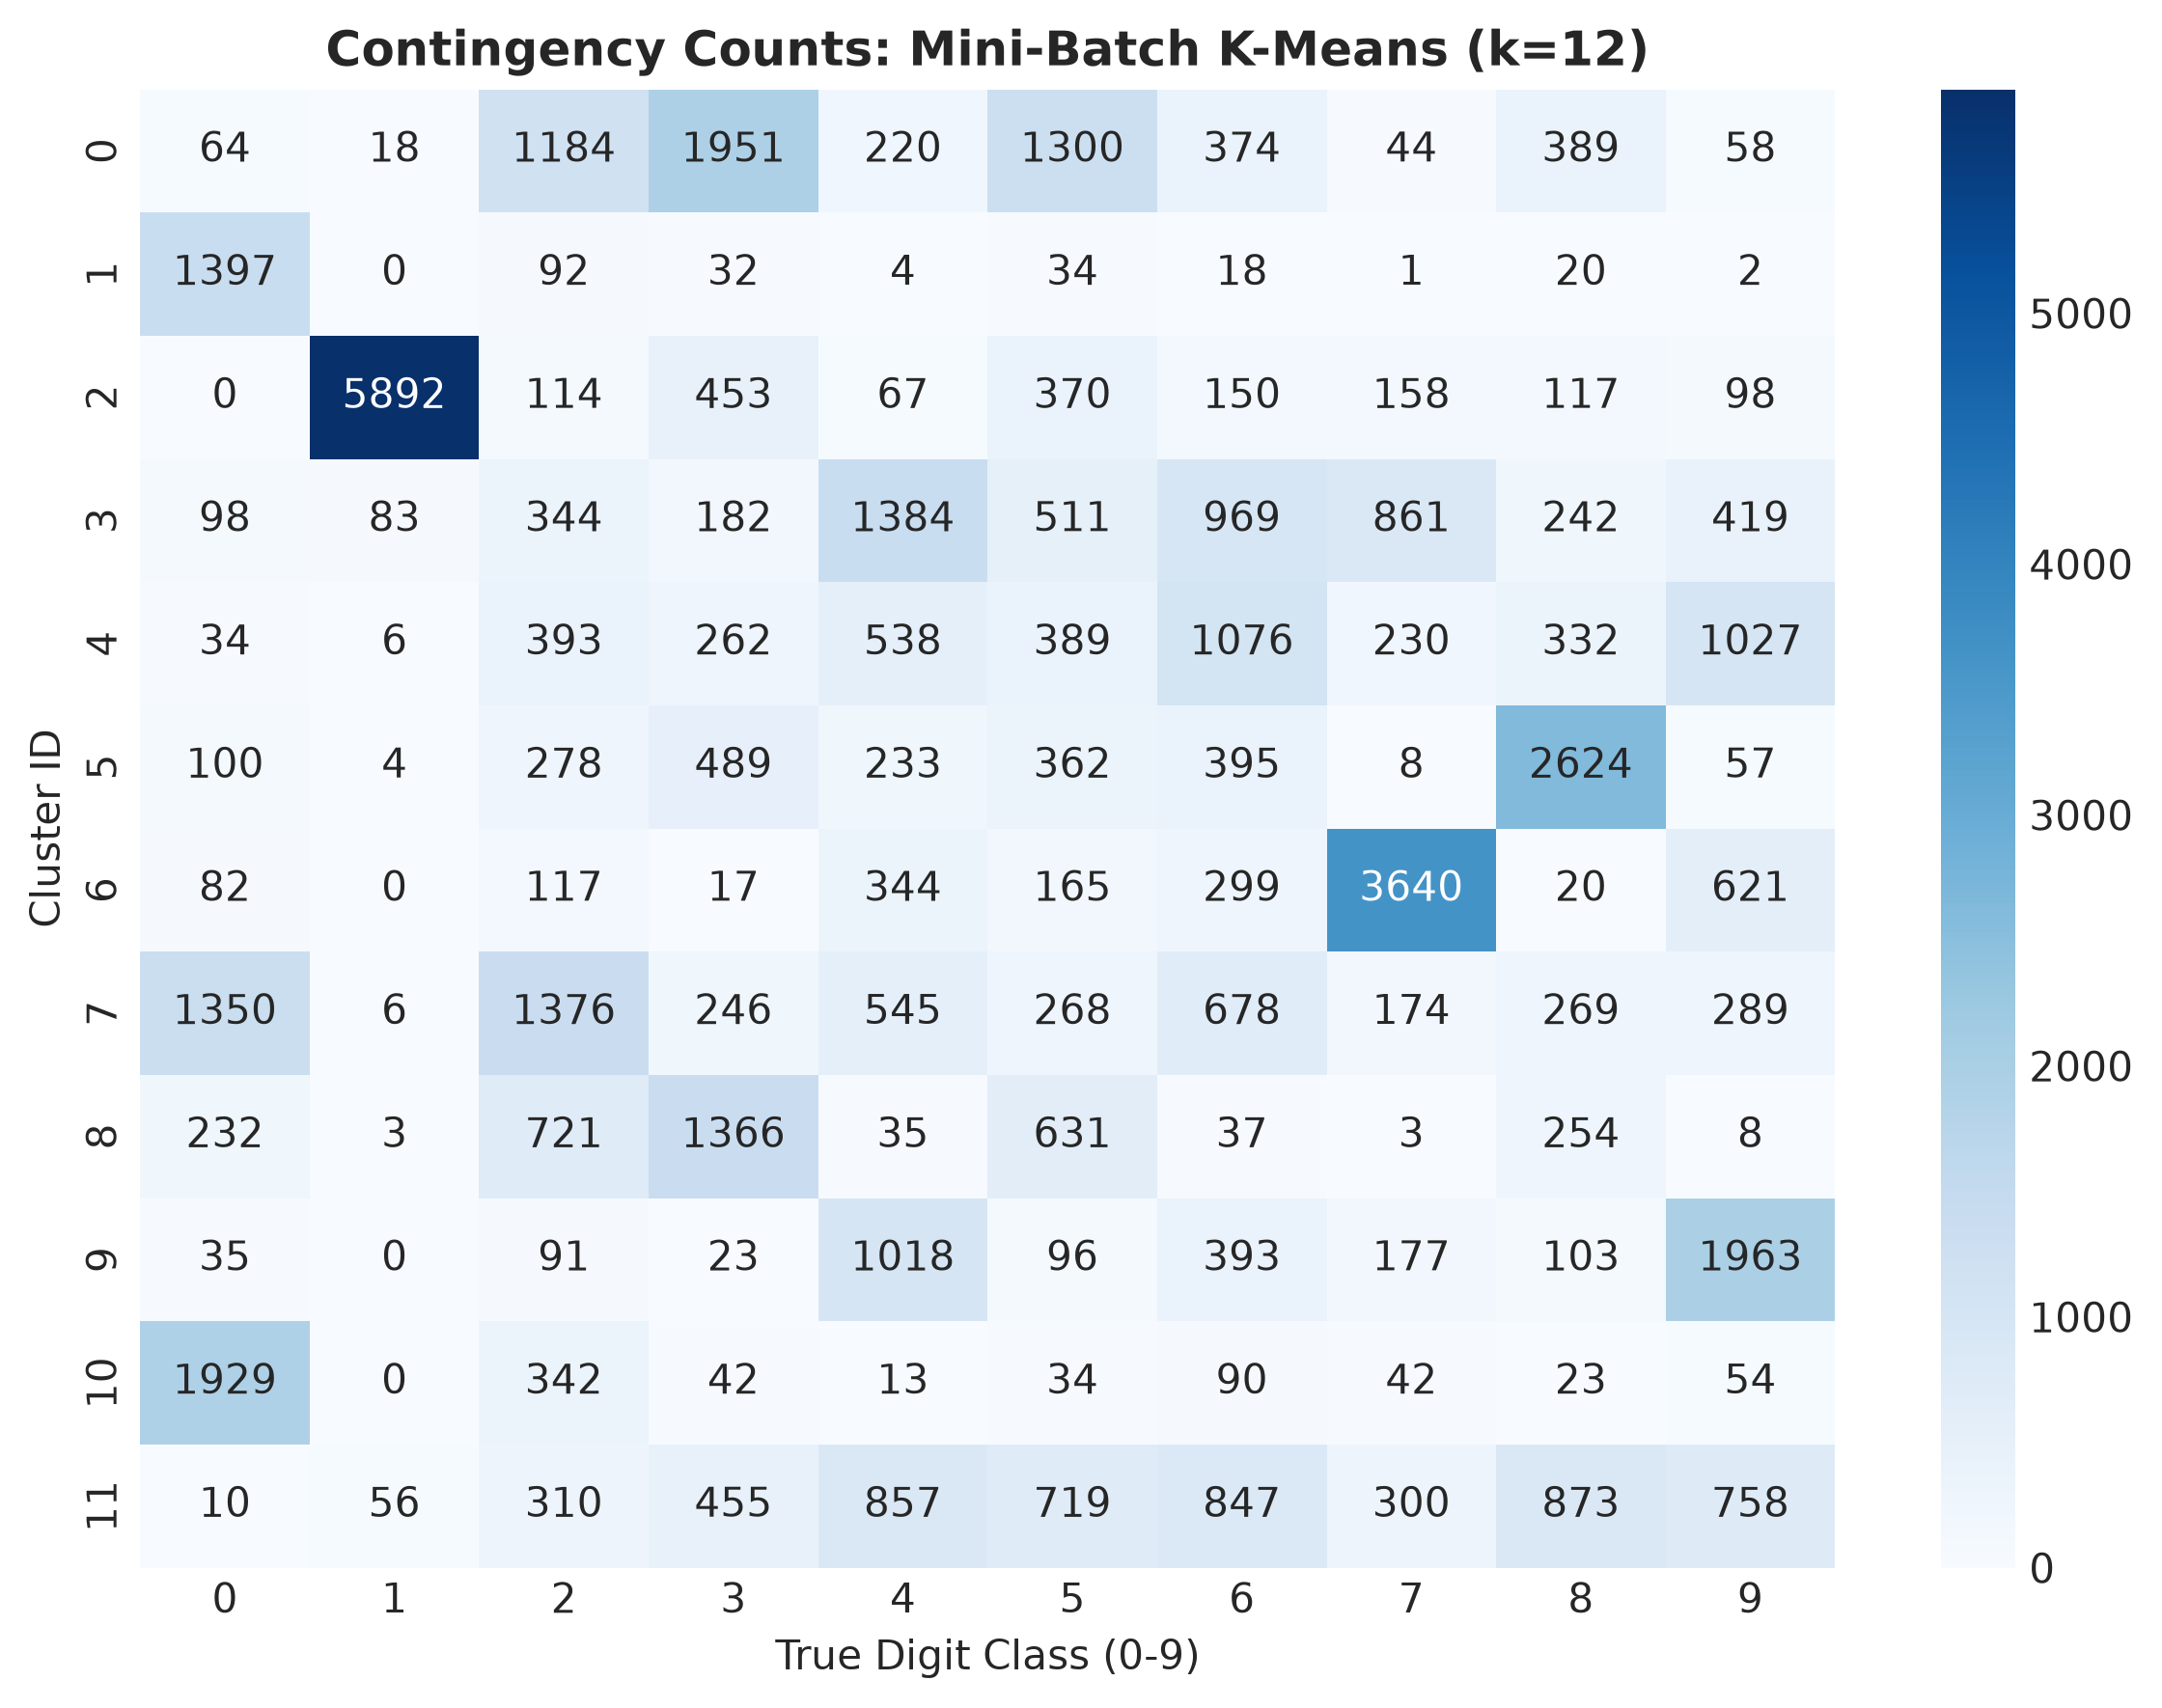 Contingency Counts: Mini-Batch K-Means (k=12)
Cluster ID
0 64 18 1184 1951 220 1300 374 44 389 58
1 1397 0 92 32 4 34 18 1 20 2
2 0 5892 114 453 67 370 150 158 117 98
3 98 83 344 182 1384 511 969 861 242 419
4 34 6 393 262 538 389 1076 230 332 1027
5 100 4 278 489 233 362 395 8 2624 57
6 82 0 117 17 344 165 299 3640 20 621
7 1350 6 1376 246 545 268 678 174 269 289
8 232 3 721 1366 35 631 37 3 254 8
9 35 0 91 23 1018 96 393 177 103 1963
10 1929 0 342 42 13 34 90 42 23 54
11 10 56 310 455 857 719 847 300 873 758
0 1 2 3 4 5 6 7 8 9
True Digit Class (0-9)
5000
4000
3000
2000
1000
0